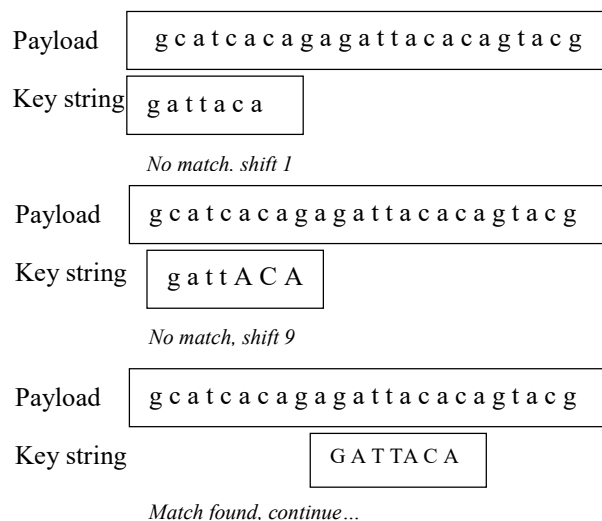 Payload g c a t c a c a g a g a t t a c a c a g t a c g
Key string g a t t a c a
No match. shift 1
Payload g c a t c a c a g a g a t t a c a c a g t a c g
Key string g a t t A C A
No match, shift 9
Payload g c a t c a c a g a g a t t a c a c a g t a c g
Key string G A T TA C A
Match found, continue…